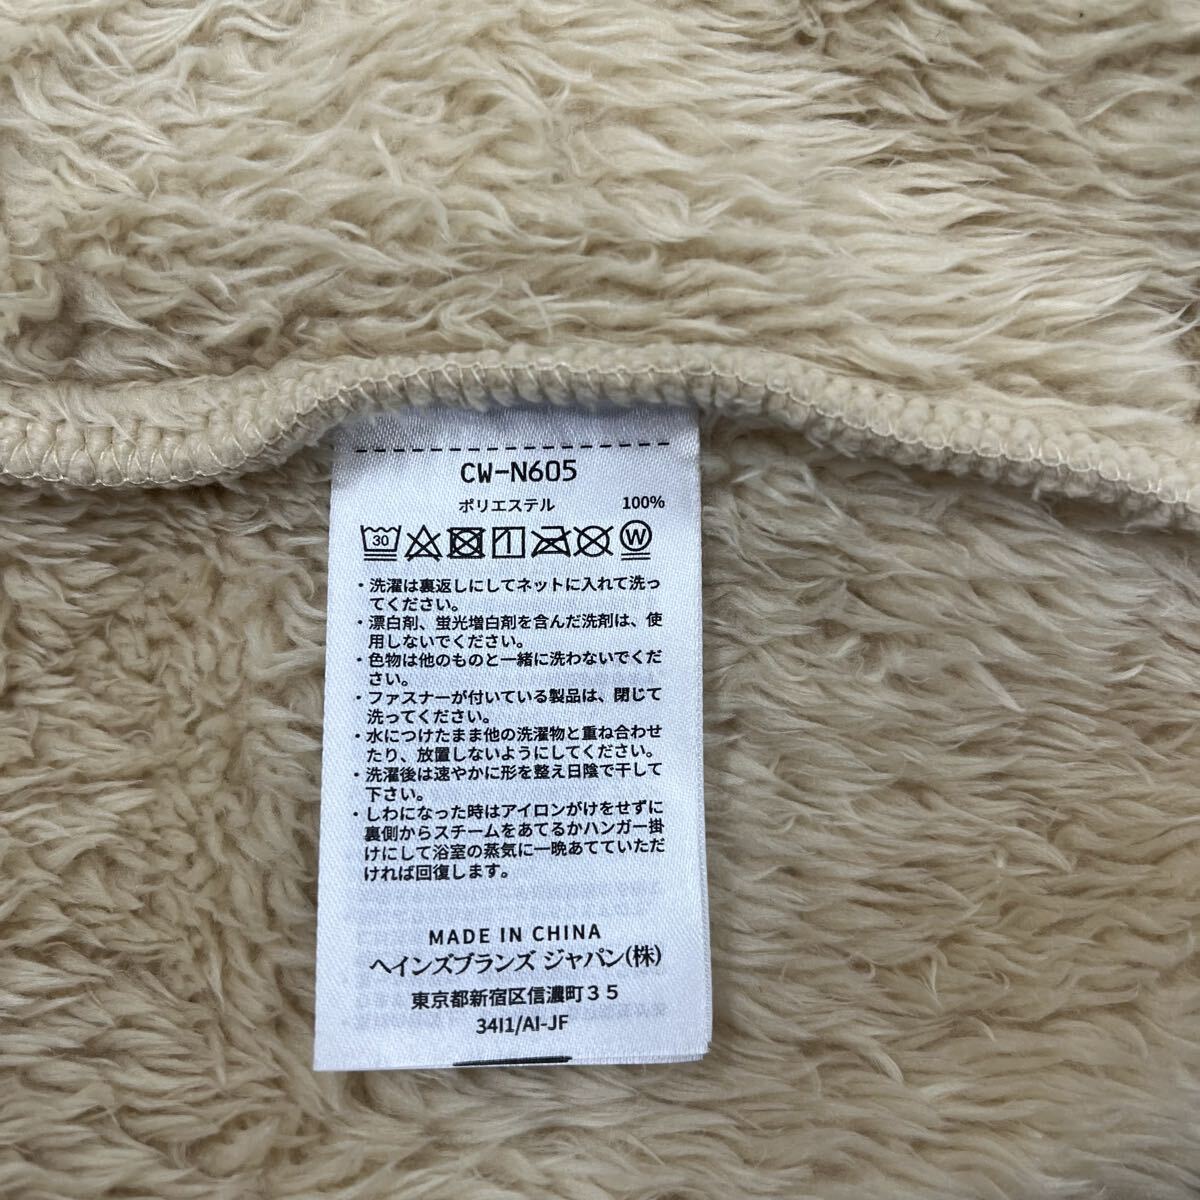 CW-N605
ポリエステル 100%
30 W
・洗濯は裏返しにしてネットに入れて洗っ
てください。
・漂白剤、蛍光増白剤を含んだ洗剤は、使
用しないでください。
・色物は他のものと一緒に洗わないでくだ
さい。
・ファスナーが付いている製品は、閉じて
洗ってください。
・水につけたまま他の洗濯物と重ね合わせ
たり、放置しないようにしてください。
・洗濯後は速やかに形を整え日陰で干して
下さい。
・しわになった時はアイロンがけをせずに
裏側からスチームをあてるかハンガー掛
けにして浴室の蒸気に一晩あてていただ
ければ回復します。
MADE IN CHINA
ヘインズブランズ ジャパン(株)
東京都新宿区信濃町35
34I1/AI-JF